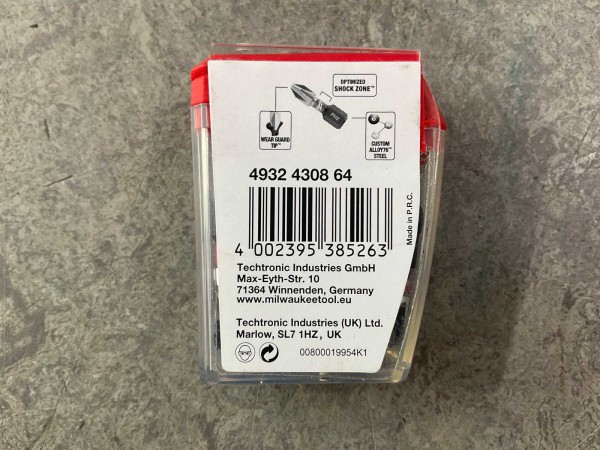 OPTIMIZED
SHOCK ZONE™
PH2
WEAR GUARD
TIP™
CUSTOM
ALLOY76™
STEEL
4932 4308 64
4 002395 385263
Made in P.R.C.
Techtronic Industries GmbH
Max-Eyth-Str. 10
71364 Winnenden, Germany
www.milwaukeetool.eu
Techtronic Industries (UK) Ltd.
Marlow, SL7 1HZ, UK
00800019954K1